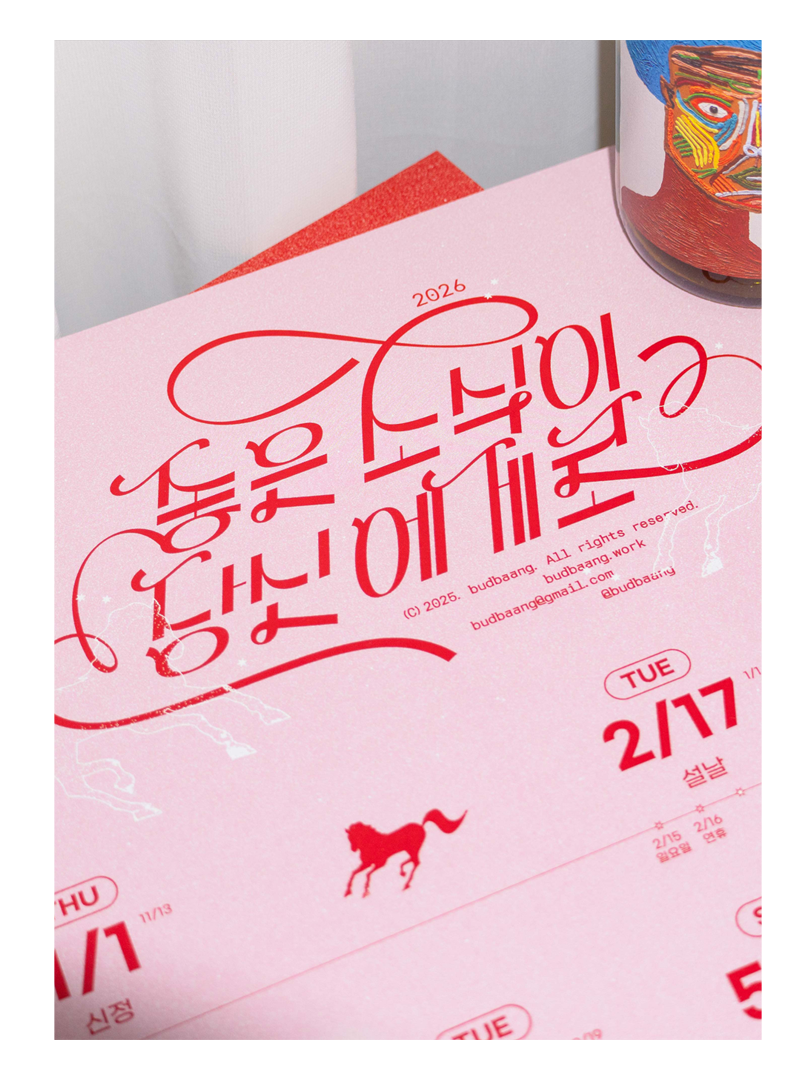 2026
좋은 소식이
당신에게로
(C) 2025. budbaang. All rights reserved.
budbaang.work
budbaang@gmail.com
@budbaang
TUE
2/17
설날
2/15
일요일
2/16
연휴
THU
1/1
11/13
신정
TUE